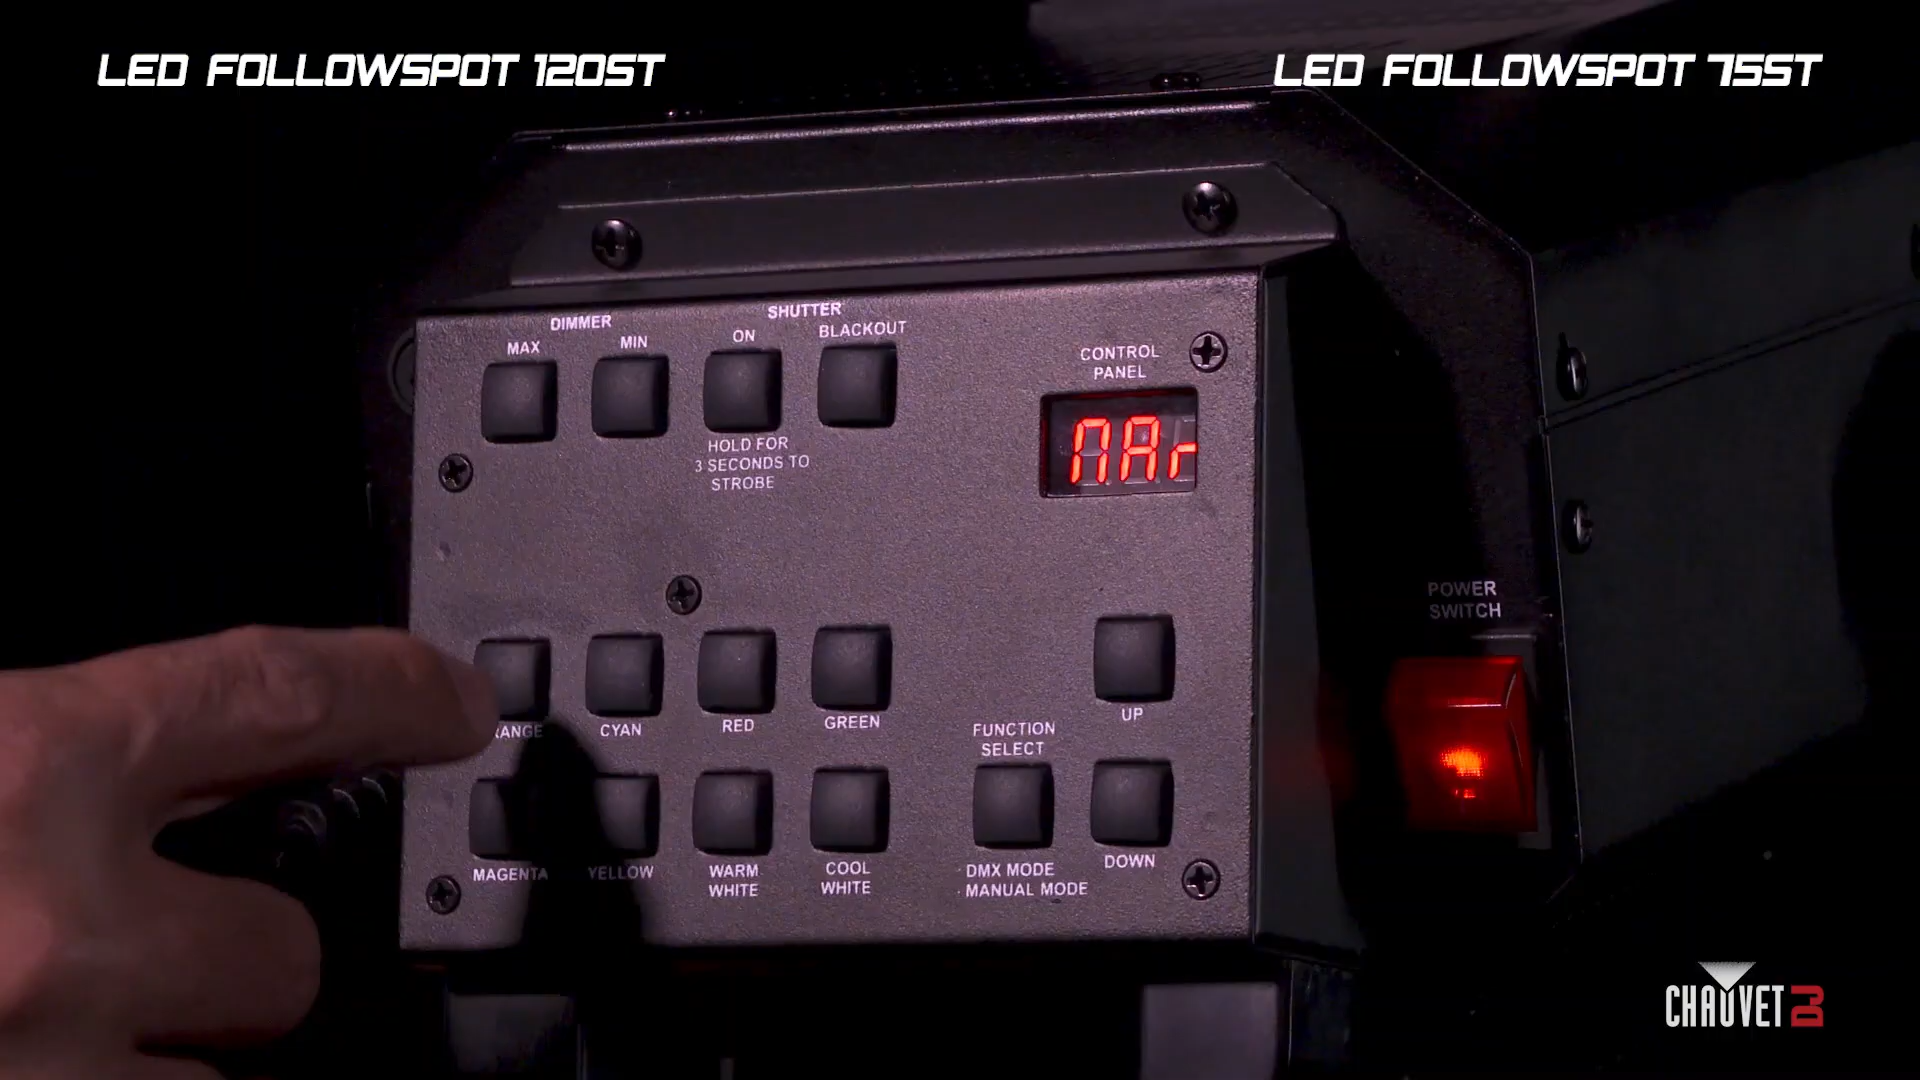 LED FOLLOWSPOT 120ST
LED FOLLOWSPOT 75ST
DIMMER
SHUTTER
MAX
MIN
ON
BLACKOUT
HOLD FOR
3 SECONDS TO
STROBE
CONTROL
PANEL
POWER
SWITCH
CYAN
RED
GREEN
UP
FUNCTION
SELECT
MAGENTA
YELLOW
WARM
WHITE
COOL
WHITE
DMX MODE
MANUAL MODE
DOWN
CHAUVET DJ